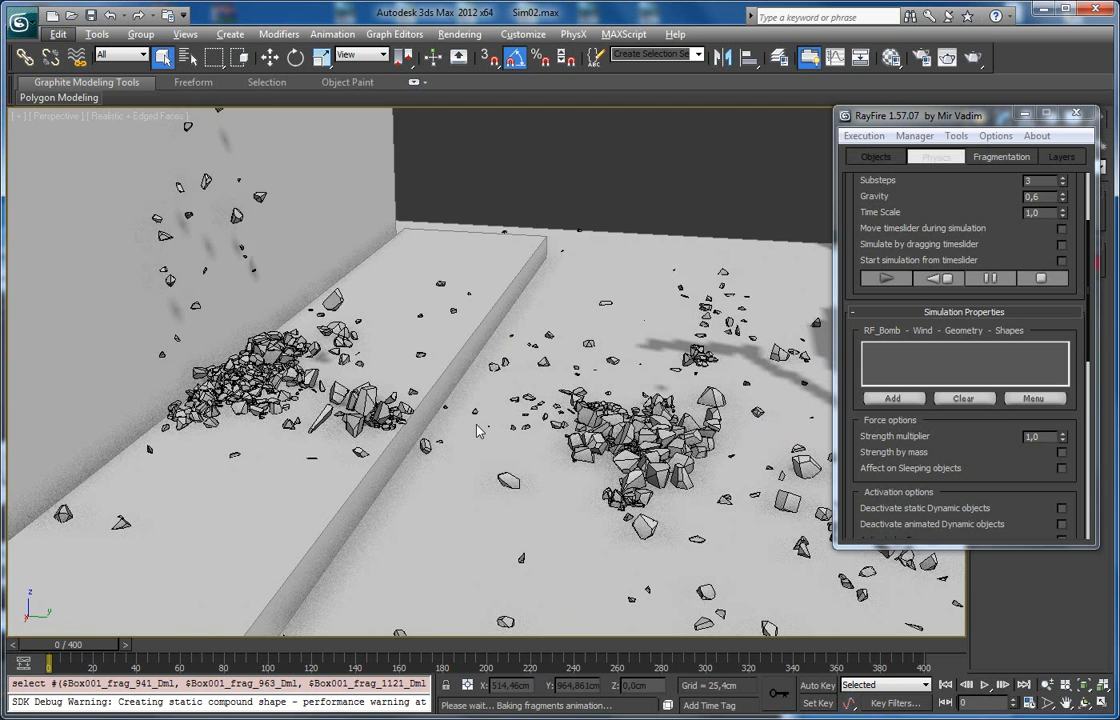 Autodesk 3ds Max 2012 x64 Sim02.max
Type a keyword or phrase
Edit Tools Group Views Create Modifiers Animation Graph Editors Rendering Customize PhysX MAXScript Help
All View Create Selection Se
Graphite Modeling Tools Freeform Selection Object Paint
Polygon Modeling
[ + ] [ Perspective ] [ Realistic + Edged Faces ]
RayFire 1.57.07 by Mir Vadim
Execution Manager Tools Options About
Objects Physics Fragmentation Layers
Substeps 3
Gravity 0,6
Time Scale 1,0
Move timeslider during simulation
Simulate by dragging timeslider
Start simulation from timeslider
- Simulation Properties
RF_Bomb - Wind - Geometry - Shapes
Add Clear Menu
Force options
Strength multiplier 1,0
Strength by mass
Affect on Sleeping objects
Activation options
Deactivate static Dynamic objects
Deactivate animated Dynamic objects
z
x y
< 0 / 400 >
0 20 40 60 80 100 120 140 160 180 200 220 240 260 280 300 320 340 360 380 400
select #($Box001_frag_941_Dml, $Box001_frag_963_Dml, $Box001_frag_1121_Dml
X: 514,46cm Y: 964,861cm Z: 0,0cm Grid = 25,4cm Auto Key Selected
SDK Debug Warning: Creating static compound shape - performance warning at
Please wait... Baking fragments animation... Add Time Tag Set Key Key Filters... 0